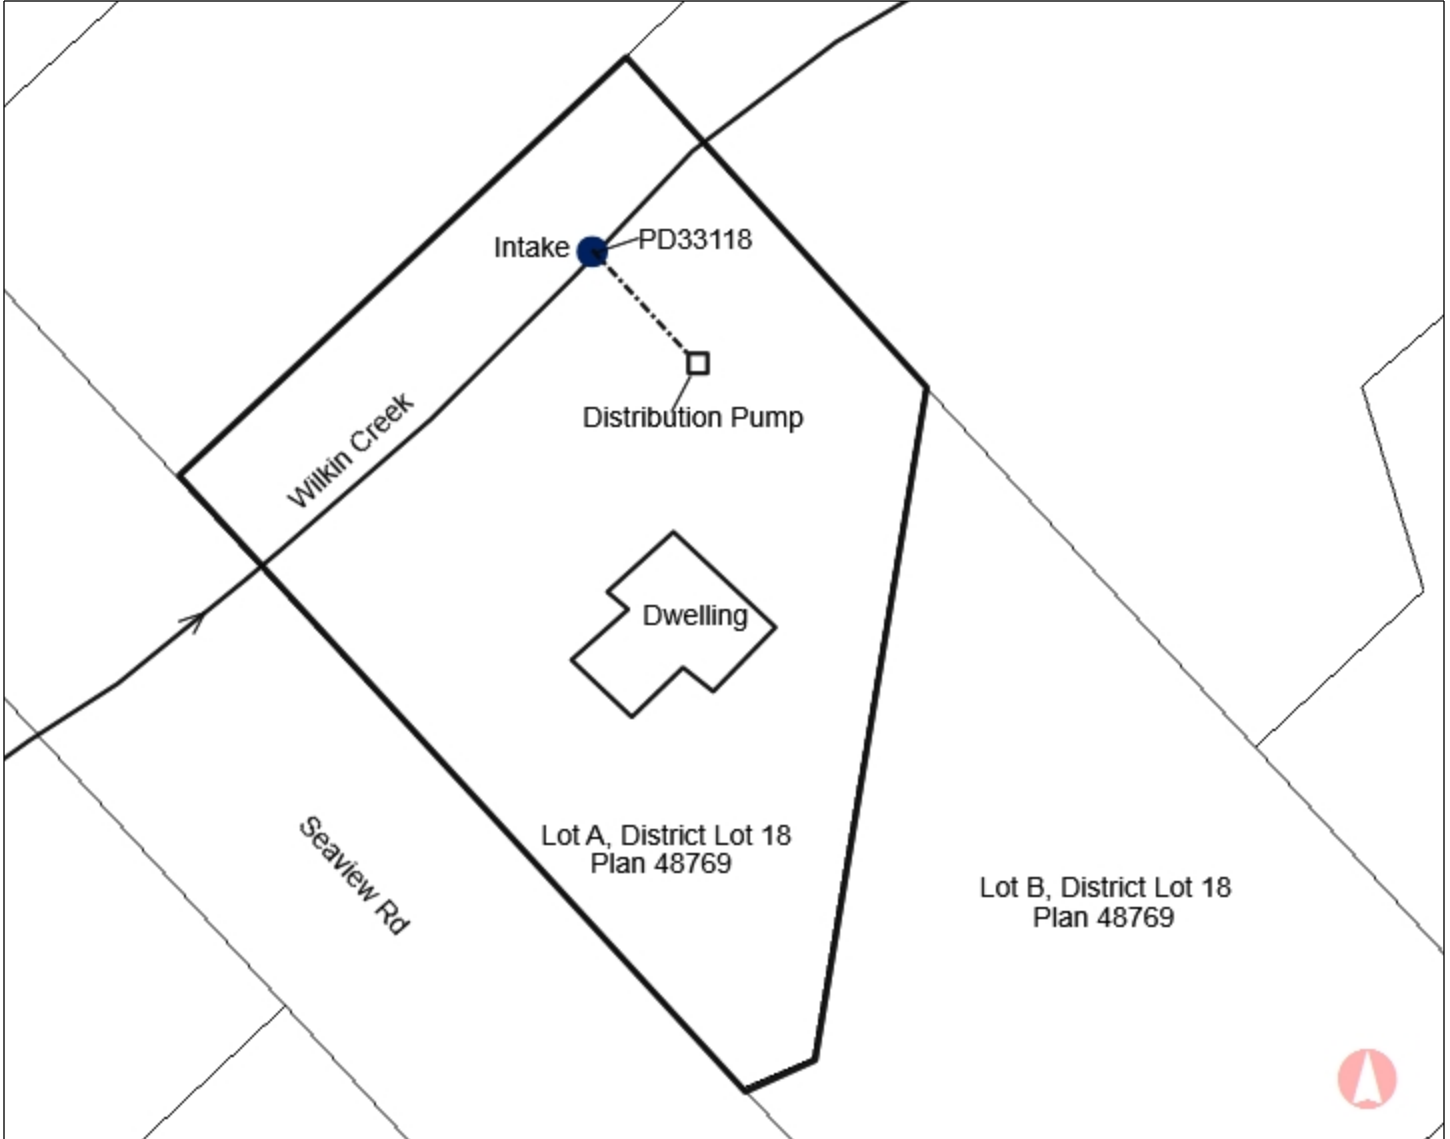 Intake
PD33118
Distribution Pump
Wilkin Creek
Dwelling
Lot A, District Lot 18
Plan 48769
Seaview Rd
Lot B, District Lot 18
Plan 48769